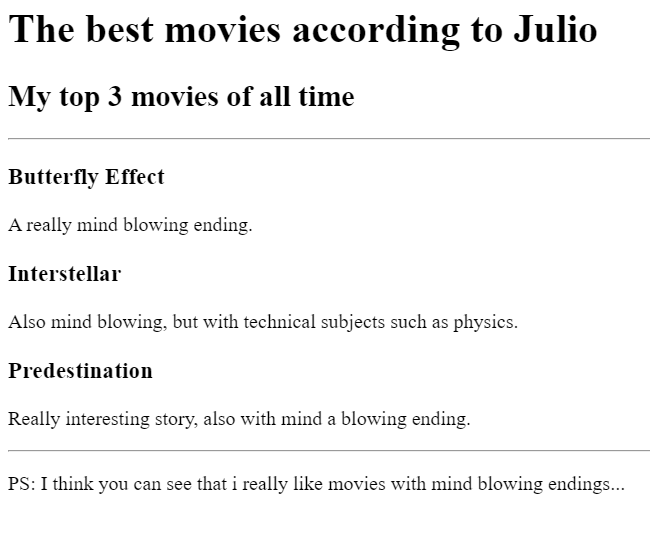 The best movies according to Julio
My top 3 movies of all time
Butterfly Effect
A really mind blowing ending.
Interstellar
Also mind blowing, but with technical subjects such as physics.
Predestination
Really interesting story, also with mind a blowing ending.
PS: I think you can see that i really like movies with mind blowing endings...